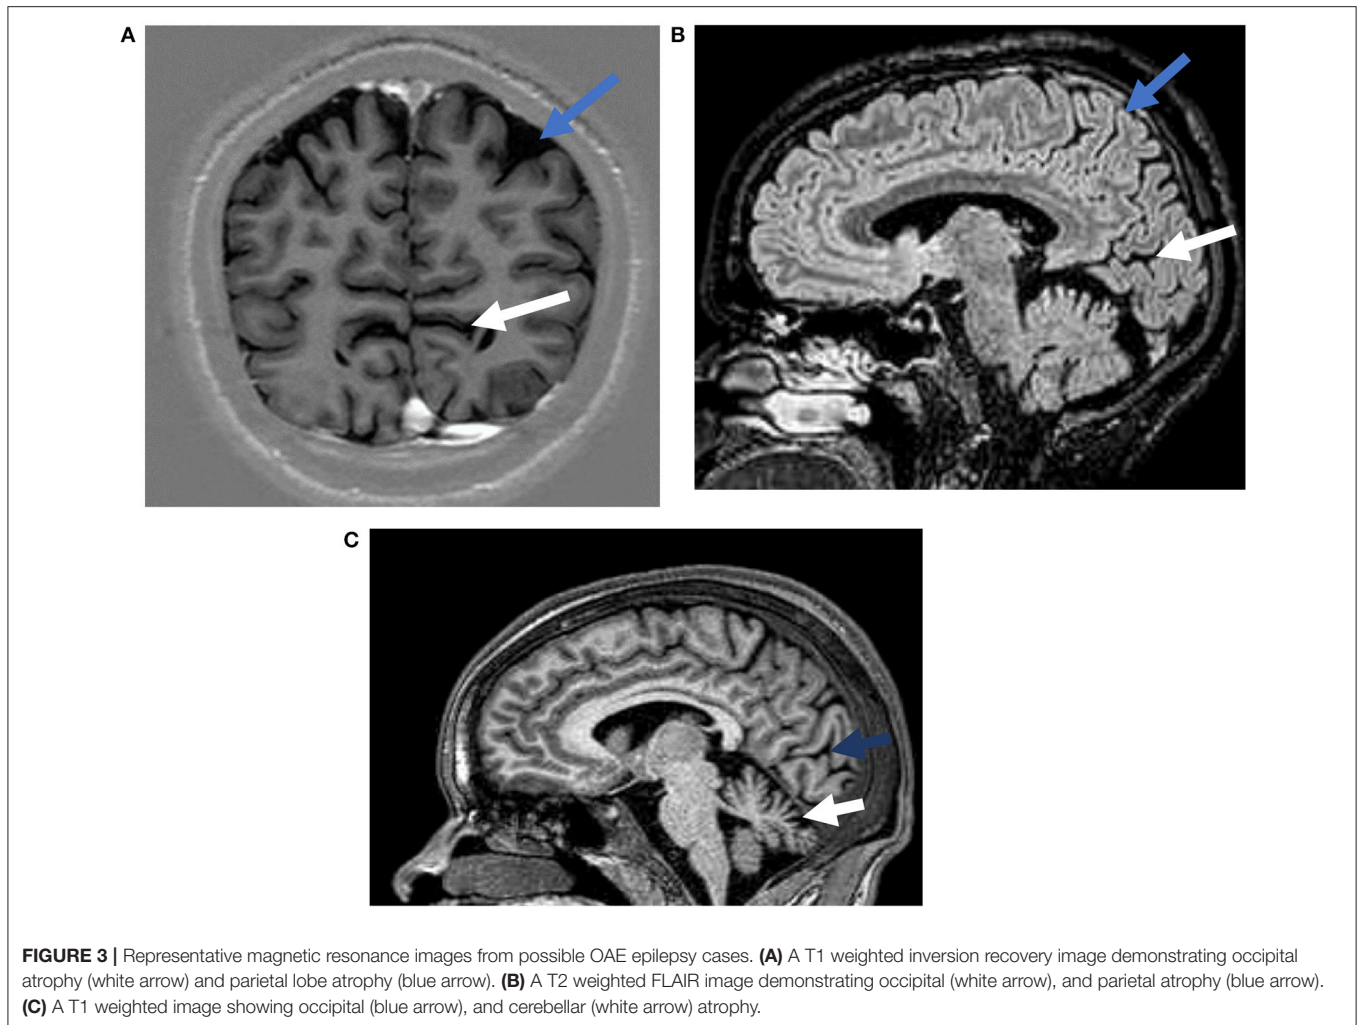 A
B
C
FIGURE 3 | Representative magnetic resonance images from possible OAE epilepsy cases. (A) A T1 weighted inversion recovery image demonstrating occipital
atrophy (white arrow) and parietal lobe atrophy (blue arrow). (B) A T2 weighted FLAIR image demonstrating occipital (white arrow), and parietal atrophy (blue arrow).
(C) A T1 weighted image showing occipital (blue arrow), and cerebellar (white arrow) atrophy.